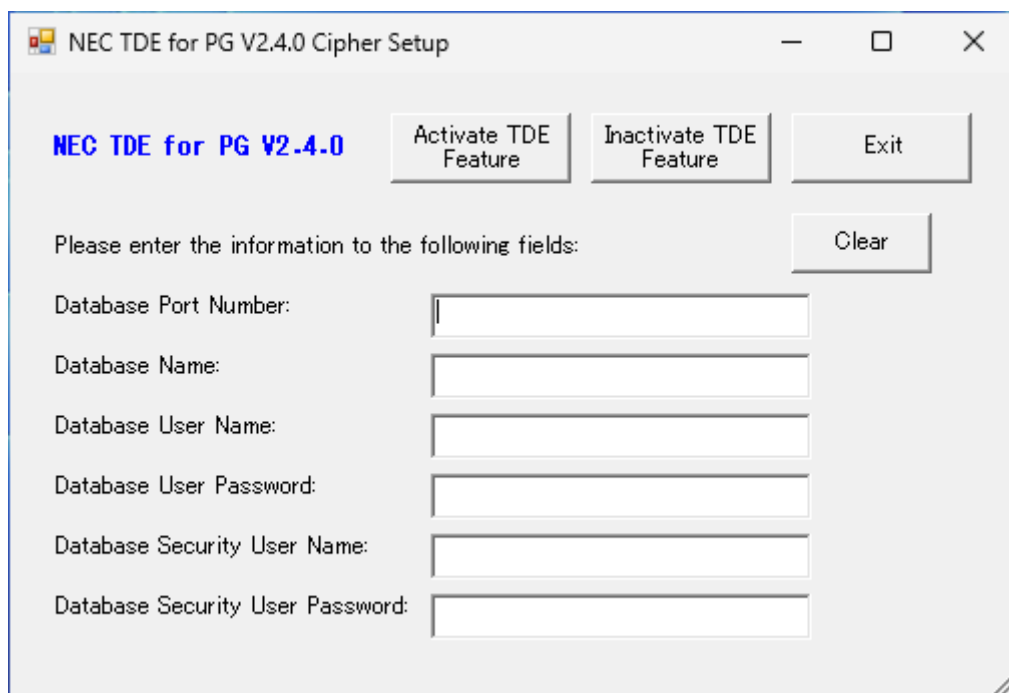 NEC TDE for PG V2.4.0 Cipher Setup
NEC TDE for PG V2.4.0
Activate TDE
Feature
Inactivate TDE
Feature
Exit
Please enter the information to the following fields:
Clear
Database Port Number:
Database Name:
Database User Name:
Database User Password:
Database Security User Name:
Database Security User Password: